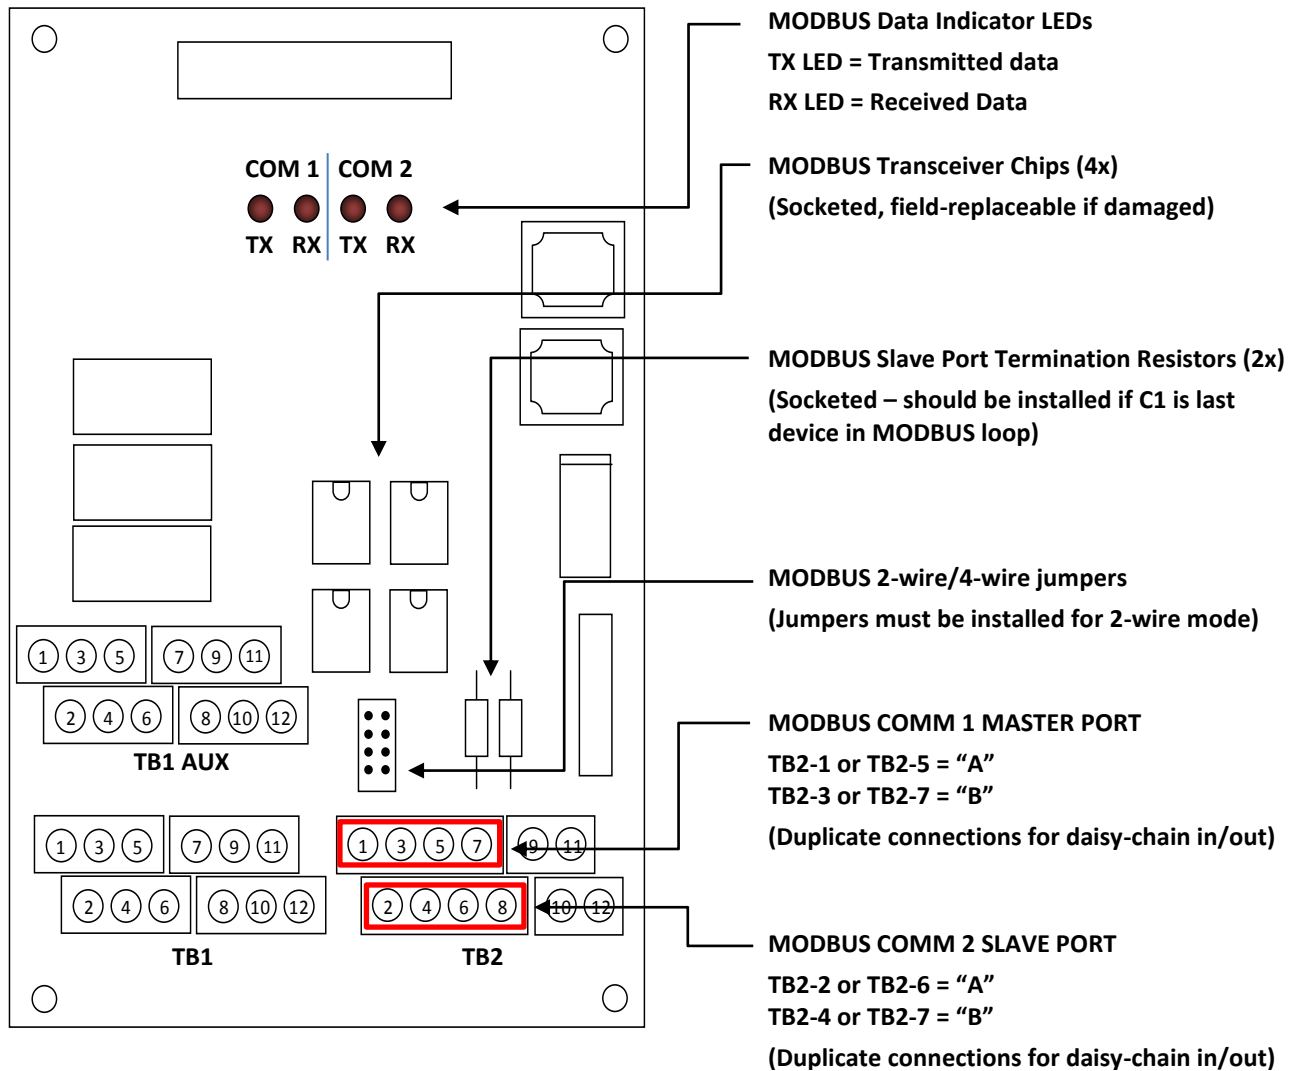 MODBUS Data Indicator LEDs
TX LED = Transmitted data
RX LED = Received Data
COM 1 COM 2
TX RX TX RX
MODBUS Transceiver Chips (4x)
(Socketed, field-replaceable if damaged)
MODBUS Slave Port Termination Resistors (2x)
(Socketed – should be installed if C1 is last
device in MODBUS loop)
MODBUS 2-wire/4-wire jumpers
(Jumpers must be installed for 2-wire mode)
1 3 5 7 9 11
2 4 6 8 10 12
TB1 AUX
MODBUS COMM 1 MASTER PORT
TB2-1 or TB2-5 = “A”
TB2-3 or TB2-7 = “B”
(Duplicate connections for daisy-chain in/out)
1 3 5 7 9 11 1 3 5 7 9 11
2 4 6 8 10 12 2 4 6 8 10 12
TB1 TB2
MODBUS COMM 2 SLAVE PORT
TB2-2 or TB2-6 = “A”
TB2-4 or TB2-7 = “B”
(Duplicate connections for daisy-chain in/out)